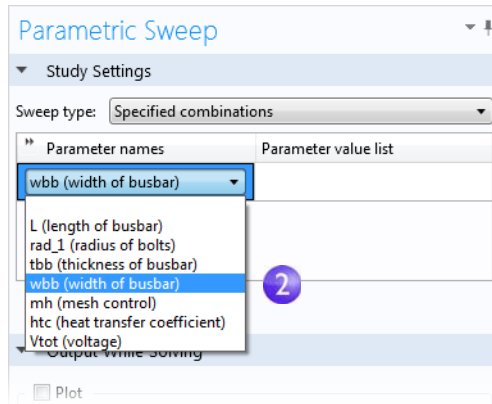 Parametric Sweep
Study Settings
Sweep type: Specified combinations
Parameter names Parameter value list
wbb (width of busbar)
L (length of busbar)
rad_1 (radius of bolts)
tbb (thickness of busbar)
wbb (width of busbar)
2
mh (mesh control)
htc (heat transfer coefficient)
Vtot (voltage)
Output While Solving
Plot